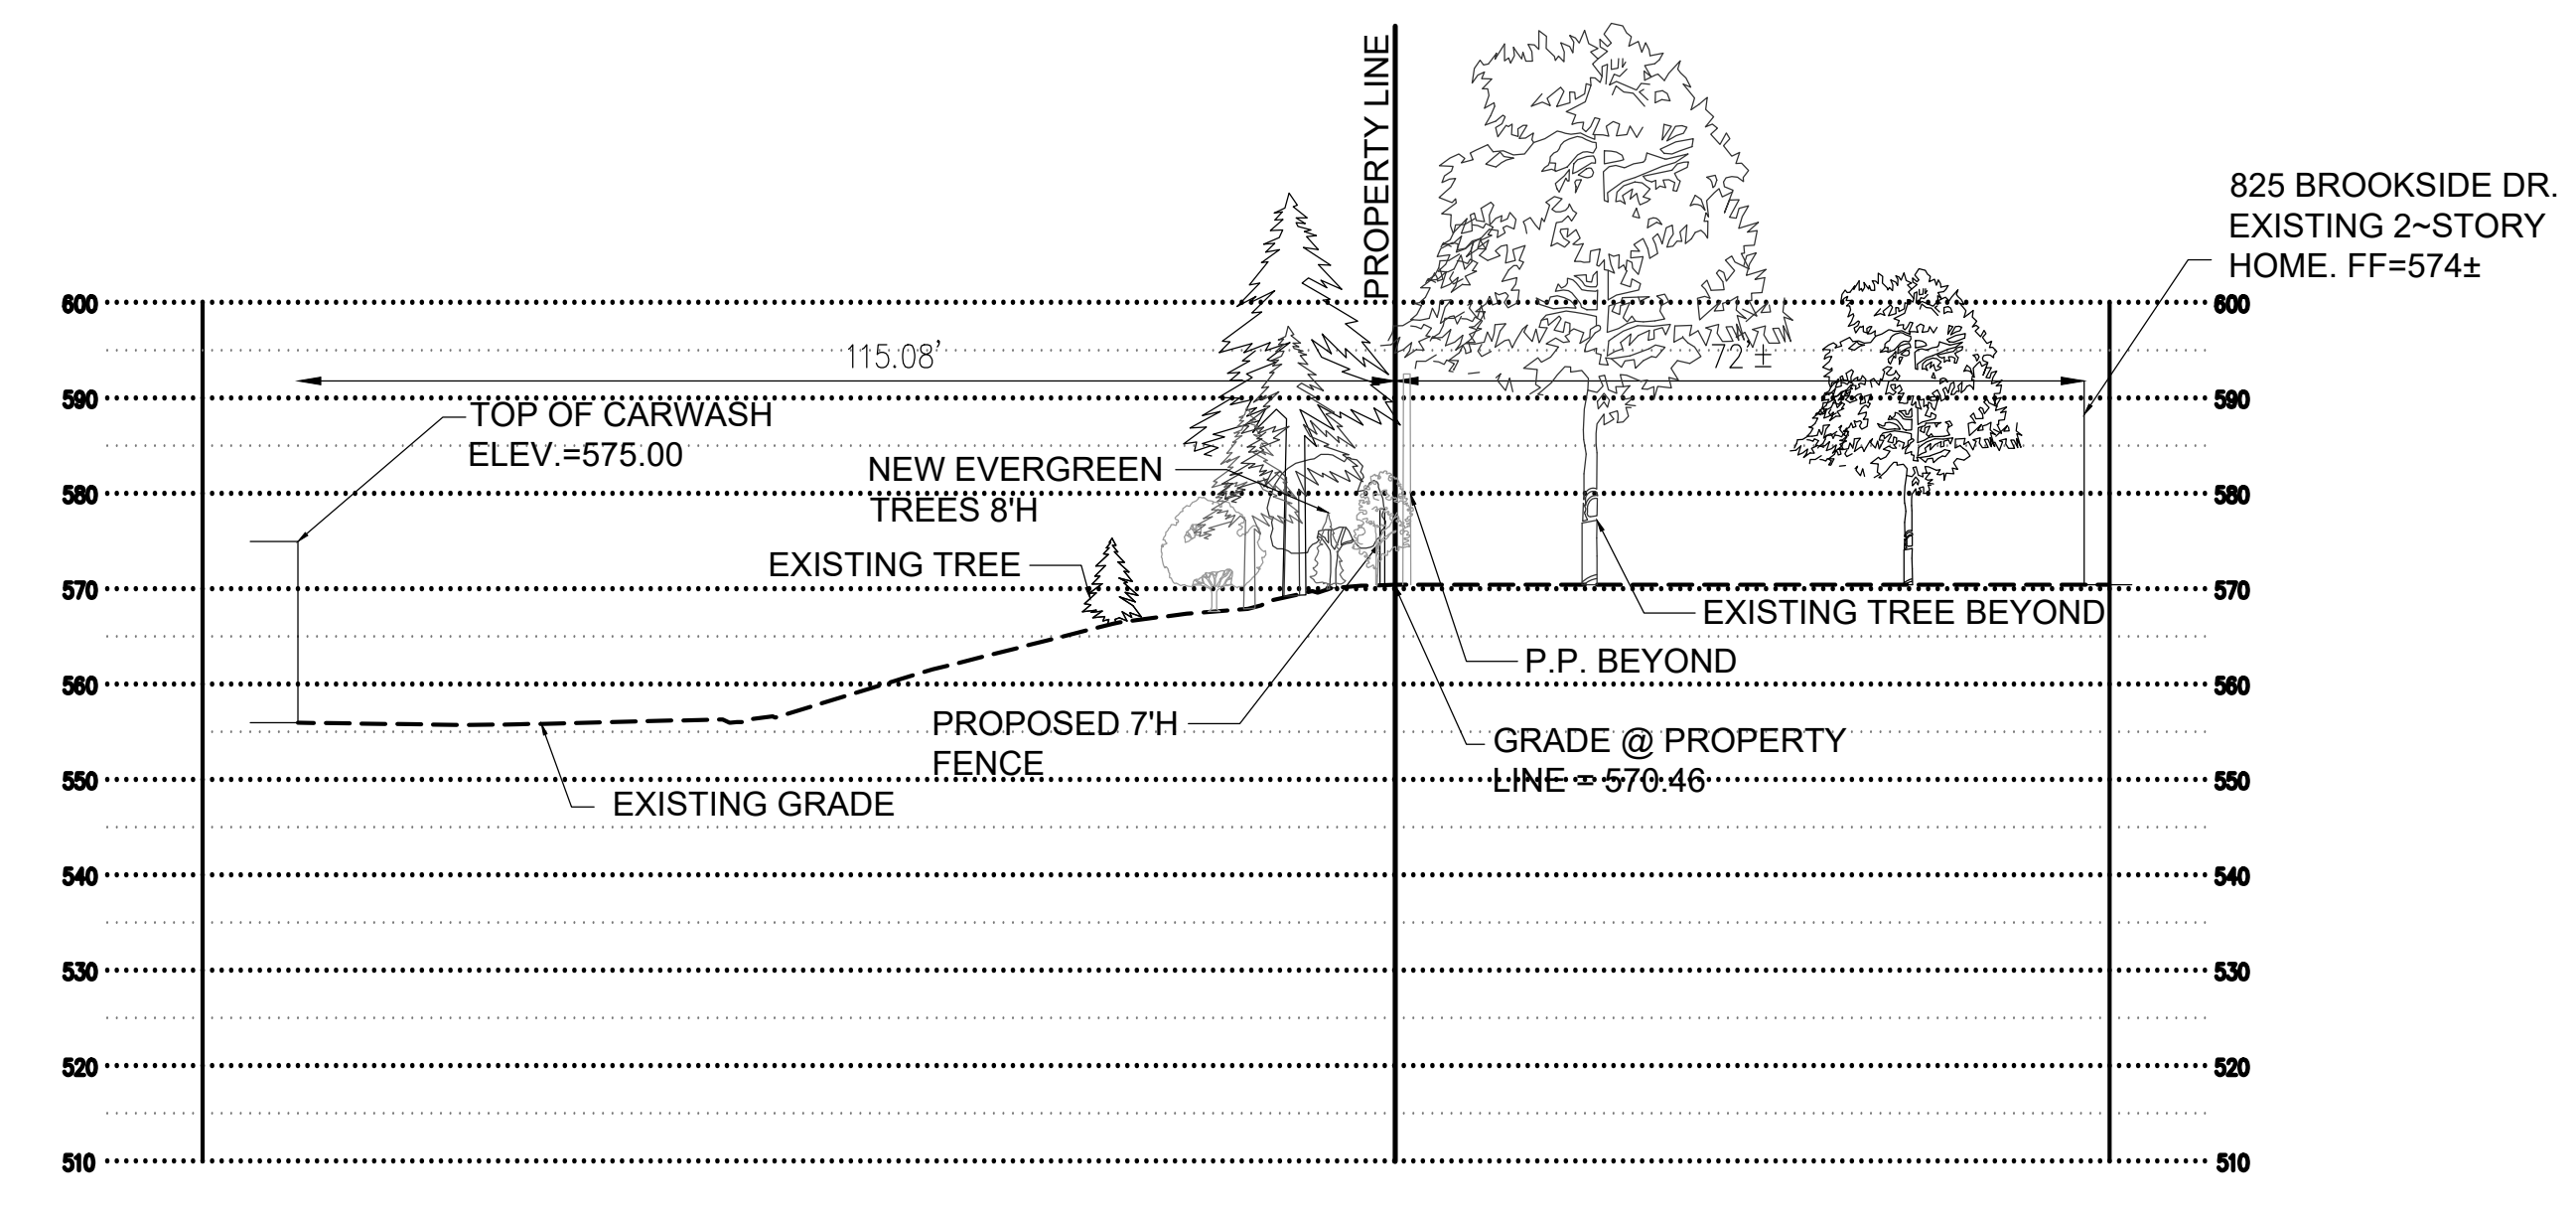 PROPERTY LINE
825 BROOKSIDE DR.
EXISTING 2~STORY
HOME. FF=574±
600
600
115.08'
72'±
590
590
TOP OF CARWASH
ELEV.=575.00
NEW EVERGREEN
TREES 8'H
580
580
EXISTING TREE
570
570
EXISTING TREE BEYOND
P.P. BEYOND
560
560
PROPOSED 7'H
FENCE
GRADE @ PROPERTY
LINE = 570.46
550
550
EXISTING GRADE
540
540
530
530
520
520
510
510